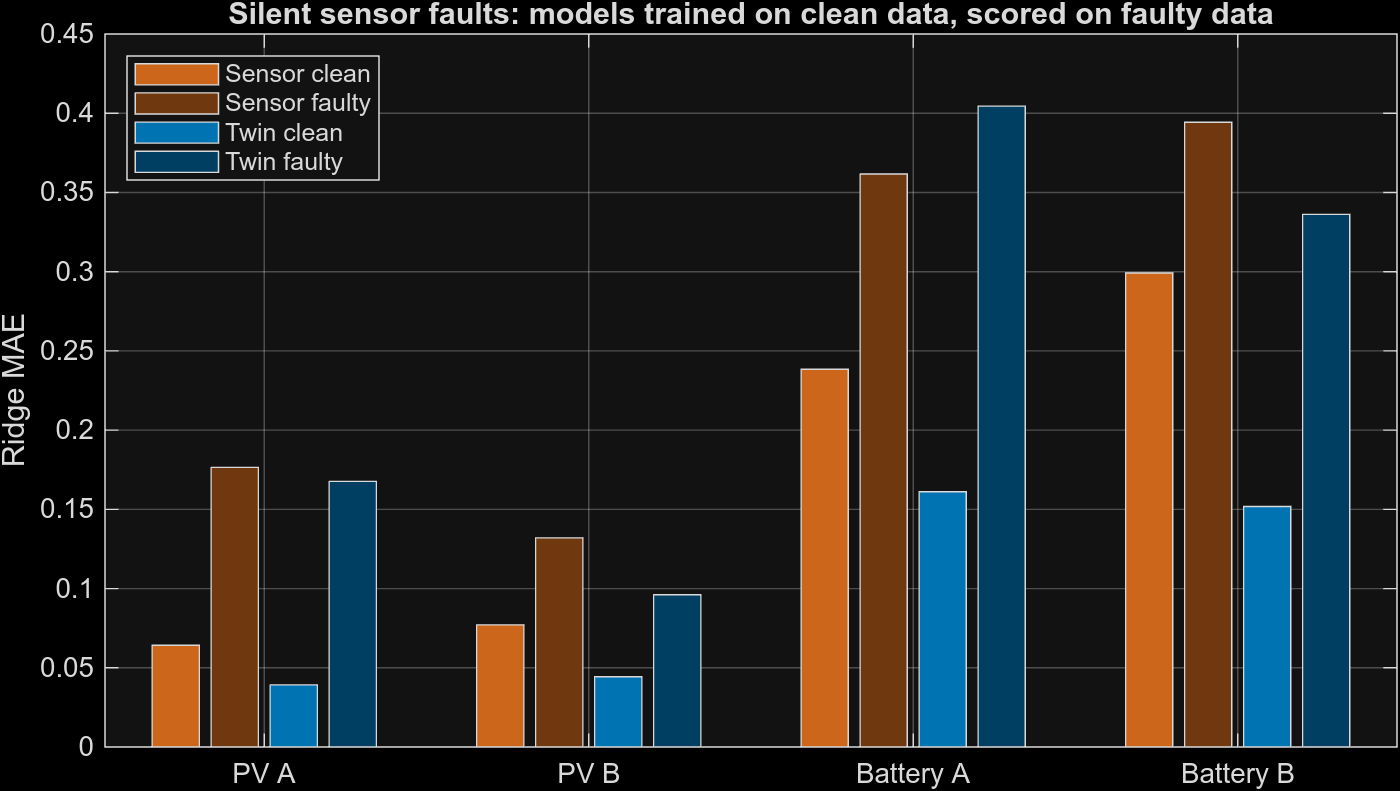 Silent sensor faults: models trained on clean data, scored on faulty data
Sensor clean
Sensor faulty
Twin clean
Twin faulty
Ridge MAE
0.45
0.4
0.35
0.3
0.25
0.2
0.15
0.1
0.05
0
PV A
PV B
Battery A
Battery B